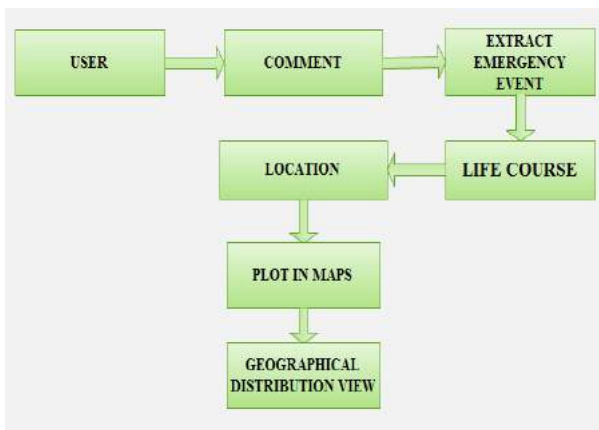 USER
COMMENT
EXTRACT
EMERGENCY
EVENT
LIFE COURSE
LOCATION
PLOT IN MAPS
GEOGRAPHICAL
DISTRIBUTION VIEW